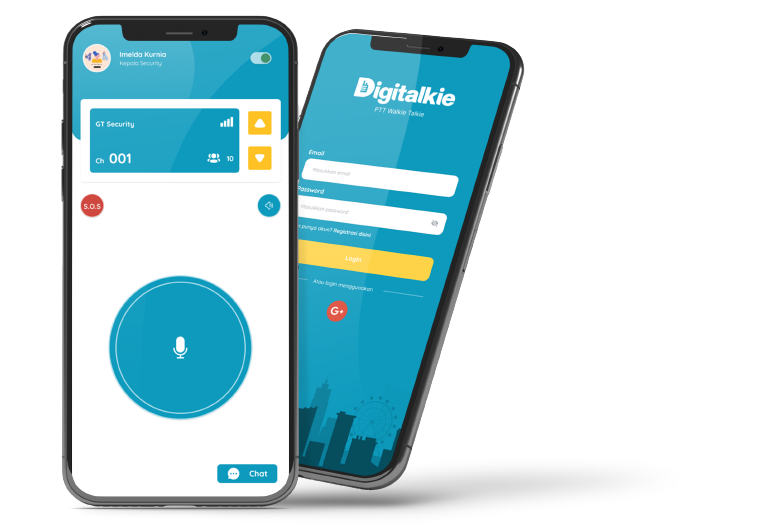 Imelda Kurnia
Kepala Security
GT Security
Ch 001
10
S.O.S
Chat
Digitalkie
PTT Walkie Talkie
Email
Masukkan email
Password
Masukkan password
punya akun? Registrasi disini
Login
Atau login menggunakan
G+